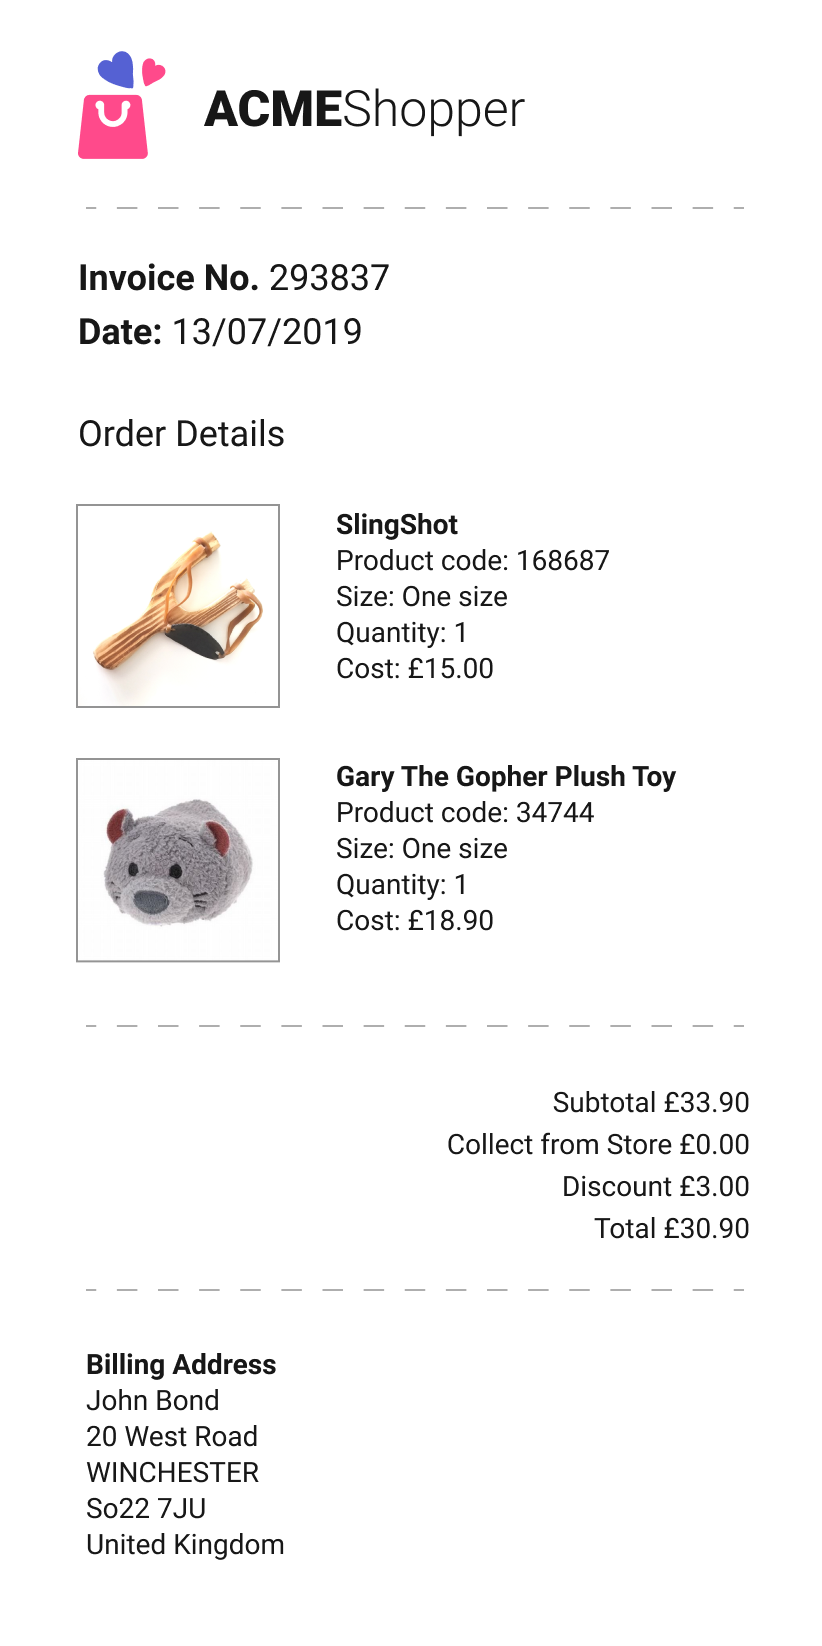 ACMEShopper
Invoice No. 293837
Date: 13/07/2019
Order Details
SlingShot
Product code: 168687
Size: One size
Quantity: 1
Cost: £15.00
Gary The Gopher Plush Toy
Product code: 34744
Size: One size
Quantity: 1
Cost: £18.90
Subtotal £33.90
Collect from Store £0.00
Discount £3.00
Total £30.90
Billing Address
John Bond
20 West Road
WINCHESTER
So22 7JU
United Kingdom